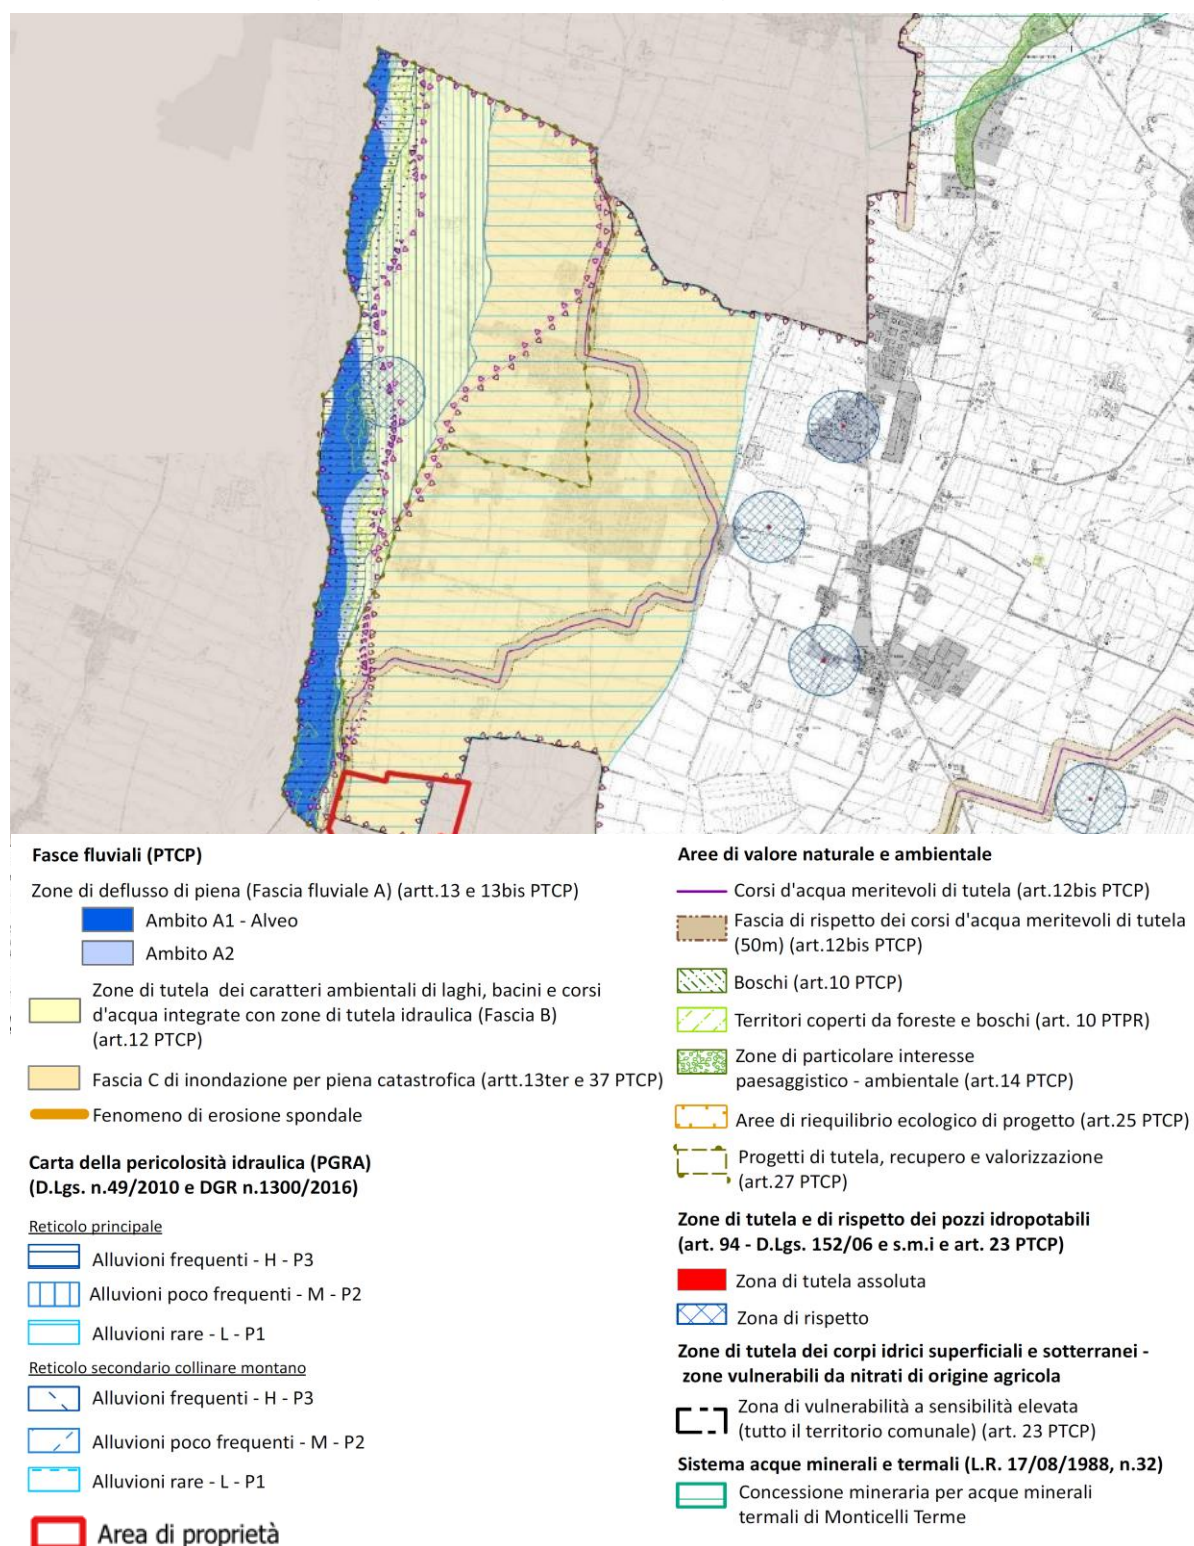 Fasce fluviali (PTCP)
Zone di deflusso di piena (Fascia fluviale A) (artt.13 e 13bis PTCP)
Ambito A1 - Alveo
Ambito A2
Zone di tutela dei caratteri ambientali di laghi, bacini e corsi
d'acqua integrate con zone di tutela idraulica (Fascia B)
(art.12 PTCP)
Fascia C di inondazione per piena catastrofica (artt.13ter e 37 PTCP)
Fenomeno di erosione spondale
Carta della pericolosità idraulica (PGRA)
(D.Lgs. n.49/2010 e DGR n.1300/2016)
Reticolo principale
Alluvioni frequenti - H - P3
Alluvioni poco frequenti - M - P2
Alluvioni rare - L - P1
Reticolo secondario collinare montano
Alluvioni frequenti - H - P3
Alluvioni poco frequenti - M - P2
Alluvioni rare - L - P1
Area di proprietà
Aree di valore naturale e ambientale
Corsi d'acqua meritevoli di tutela (art.12bis PTCP)
Fascia di rispetto dei corsi d'acqua meritevoli di tutela
(50m) (art.12bis PTCP)
Boschi (art.10 PTCP)
Territori coperti da foreste e boschi (art. 10 PTPR)
Zone di particolare interesse
paesaggistico - ambientale (art.14 PTCP)
Aree di riequilibrio ecologico di progetto (art.25 PTCP)
Progetti di tutela, recupero e valorizzazione
(art.27 PTCP)
Zone di tutela e di rispetto dei pozzi idropotabili
(art. 94 - D.Lgs. 152/06 e s.m.i e art. 23 PTCP)
Zona di tutela assoluta
Zona di rispetto
Zone di tutela dei corpi idrici superficiali e sotterranei -
zone vulnerabili da nitrati di origine agricola
Zona di vulnerabilità a sensibilità elevata
(tutto il territorio comunale) (art. 23 PTCP)
Sistema acque minerali e termali (L.R. 17/08/1988, n.32)
Concessione mineraria per acque minerali
termali di Monticelli Terme